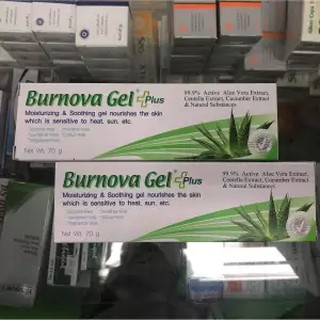 Burnova Gel Plus
99.9% Active Aloe Vera Extract,
Centella Extract, Cucumber Extract
& Natural Substances
Moisturizing & Soothing gel nourishes the skin
which is sensitive to heat, sun, etc.
Net Wt. 70 g
Burnova Gel Plus
99.9% Active Aloe Vera Extract,
Centella Extract, Cucumber Extract
& Natural Substances
Moisturizing & Soothing gel nourishes the skin
which is sensitive to heat, sun, etc.
Net Wt. 70 g